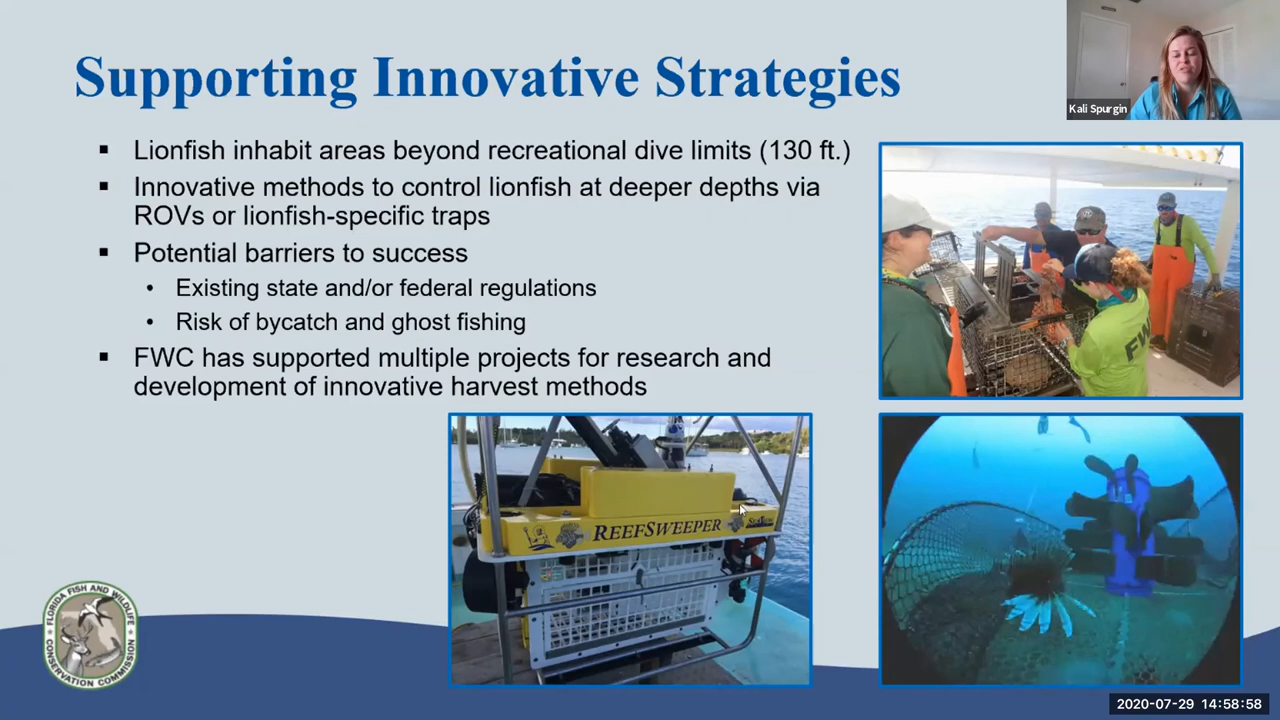 Supporting Innovative Strategies
Kali Spurgin
▪ Lionfish inhabit areas beyond recreational dive limits (130 ft.)
▪ Innovative methods to control lionfish at deeper depths via
ROVs or lionfish-specific traps
▪ Potential barriers to success
• Existing state and/or federal regulations
• Risk of bycatch and ghost fishing
▪ FWC has supported multiple projects for research and
development of innovative harvest methods
FWC
REEFSWEEPER
FLORIDA FISH AND WILDLIFE
CONSERVATION COMMISSION
2020-07-29 14:58:58